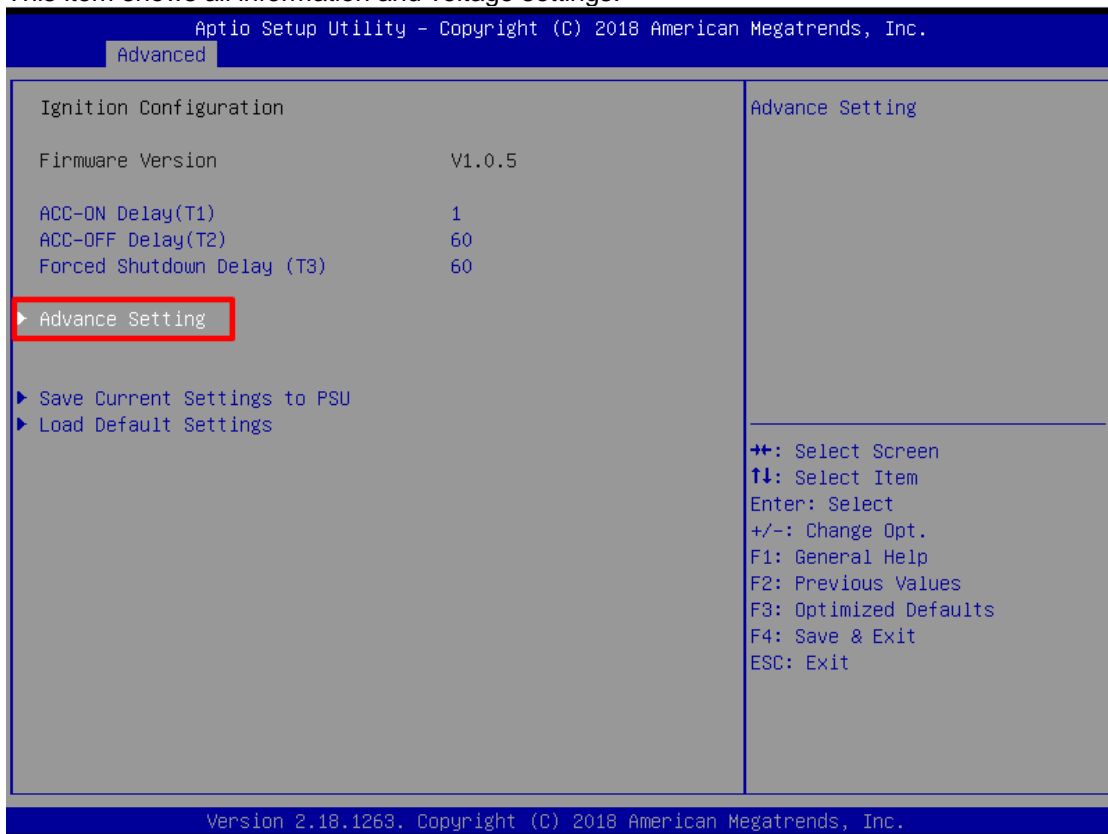 This item shows all information and voltage settings.
Aptio Setup Utility – Copyright (C) 2018 American Megatrends, Inc.
Advanced
Ignition Configuration
Firmware Version V1.0.5
ACC-ON Delay(T1) 1
ACC-OFF Delay(T2) 60
Forced Shutdown Delay (T3) 60
Advance Setting
Save Current Settings to PSU
Load Default Settings
Advance Setting
→←: Select Screen
↑↓: Select Item
Enter: Select
+/-: Change Opt.
F1: General Help
F2: Previous Values
F3: Optimized Defaults
F4: Save & Exit
ESC: Exit
Version 2.18.1263. Copyright (C) 2018 American Megatrends, Inc.